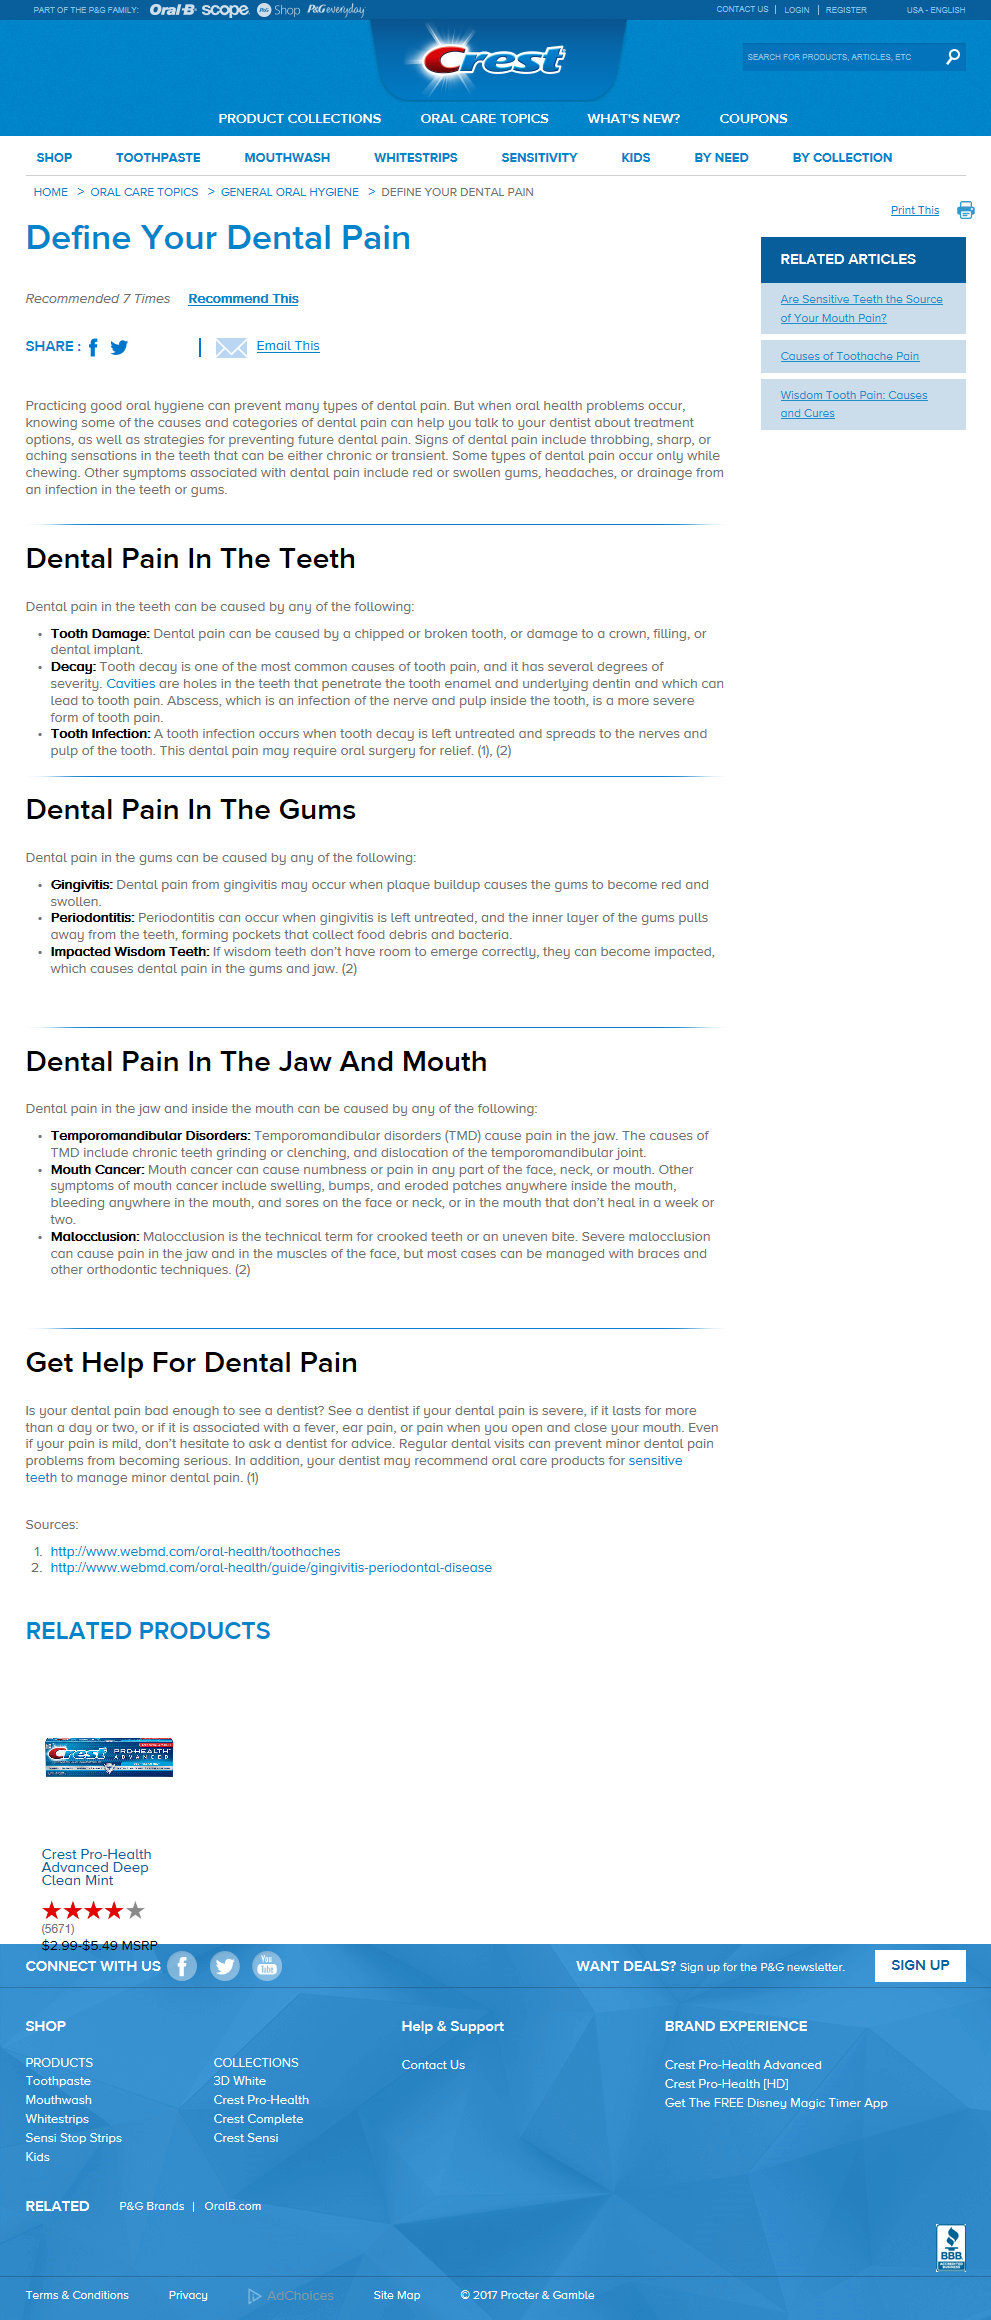 PART OF THE P&G FAMILY: Oral-B scope P&G Shop P&G everyday
CONTACT US | LOGIN | REGISTER USA - ENGLISH
Crest
SEARCH FOR PRODUCTS, ARTICLES, ETC
PRODUCT COLLECTIONS ORAL CARE TOPICS WHAT'S NEW? COUPONS
SHOP TOOTHPASTE MOUTHWASH WHITESTRIPS SENSITIVITY KIDS BY NEED BY COLLECTION
HOME > ORAL CARE TOPICS > GENERAL ORAL HYGIENE > DEFINE YOUR DENTAL PAIN
Print This
Define Your Dental Pain
Recommended 7 Times Recommend This
SHARE : | Email This
RELATED ARTICLES
Are Sensitive Teeth the Source
of Your Mouth Pain?
Causes of Toothache Pain
Wisdom Tooth Pain: Causes
and Cures
Practicing good oral hygiene can prevent many types of dental pain. But when oral health problems occur,
knowing some of the causes and categories of dental pain can help you talk to your dentist about treatment
options, as well as strategies for preventing future dental pain. Signs of dental pain include throbbing, sharp, or
aching sensations in the teeth that can be either chronic or transient. Some types of dental pain occur only while
chewing. Other symptoms associated with dental pain include red or swollen gums, headaches, or drainage from
an infection in the teeth or gums.
Dental Pain In The Teeth
Dental pain in the teeth can be caused by any of the following:
• Tooth Damage: Dental pain can be caused by a chipped or broken tooth, or damage to a crown, filling, or
dental implant.
• Decay: Tooth decay is one of the most common causes of tooth pain, and it has several degrees of
severity. Cavities are holes in the teeth that penetrate the tooth enamel and underlying dentin and which can
lead to tooth pain. Abscess, which is an infection of the nerve and pulp inside the tooth, is a more severe
form of tooth pain.
• Tooth Infection: A tooth infection occurs when tooth decay is left untreated and spreads to the nerves and
pulp of the tooth. This dental pain may require oral surgery for relief. (1), (2)
Dental Pain In The Gums
Dental pain in the gums can be caused by any of the following:
• Gingivitis: Dental pain from gingivitis may occur when plaque buildup causes the gums to become red and
swollen.
• Periodontitis: Periodontitis can occur when gingivitis is left untreated, and the inner layer of the gums pulls
away from the teeth, forming pockets that collect food debris and bacteria.
• Impacted Wisdom Teeth: If wisdom teeth don't have room to emerge correctly, they can become impacted,
which causes dental pain in the gums and jaw. (2)
Dental Pain In The Jaw And Mouth
Dental pain in the jaw and inside the mouth can be caused by any of the following:
• Temporomandibular Disorders: Temporomandibular disorders (TMD) cause pain in the jaw. The causes of
TMD include chronic teeth grinding or clenching, and dislocation of the temporomandibular joint.
• Mouth Cancer: Mouth cancer can cause numbness or pain in any part of the face, neck, or mouth. Other
symptoms of mouth cancer include swelling, bumps, and eroded patches anywhere inside the mouth,
bleeding anywhere in the mouth, and sores on the face or neck, or in the mouth that don't heal in a week or
two.
• Malocclusion: Malocclusion is the technical term for crooked teeth or an uneven bite. Severe malocclusion
can cause pain in the jaw and in the muscles of the face, but most cases can be managed with braces and
other orthodontic techniques. (2)
Get Help For Dental Pain
Is your dental pain bad enough to see a dentist? See a dentist if your dental pain is severe, if it lasts for more
than a day or two, or if it is associated with a fever, ear pain, or pain when you open and close your mouth. Even
if your pain is mild, don't hesitate to ask a dentist for advice. Regular dental visits can prevent minor dental pain
problems from becoming serious. In addition, your dentist may recommend oral care products for sensitive
teeth to manage minor dental pain. (1)
Sources:
1. http://www.webmd.com/oral-health/toothaches
2. http://www.webmd.com/oral-health/guide/gingivitis-periodontal-disease
RELATED PRODUCTS
Crest PRO-HEALTH
ADVANCED
Crest Pro-Health
Advanced Deep
Clean Mint
(5671)
$2.99-$5.49 MSRP
CONNECT WITH US You Tube WANT DEALS? Sign up for the P&G newsletter. SIGN UP
SHOP Help & Support BRAND EXPERIENCE
PRODUCTS COLLECTIONS Contact Us Crest Pro-Health Advanced
Toothpaste 3D White Crest Pro-Health [HD]
Mouthwash Crest Pro-Health Get The FREE Disney Magic Timer App
Whitestrips Crest Complete
Sensi Stop Strips Crest Sensi
Kids
RELATED P&G Brands | OralB.com
BBB
ACCREDITED
BUSINESS
Terms & Conditions Privacy AdChoices Site Map © 2017 Procter & Gamble